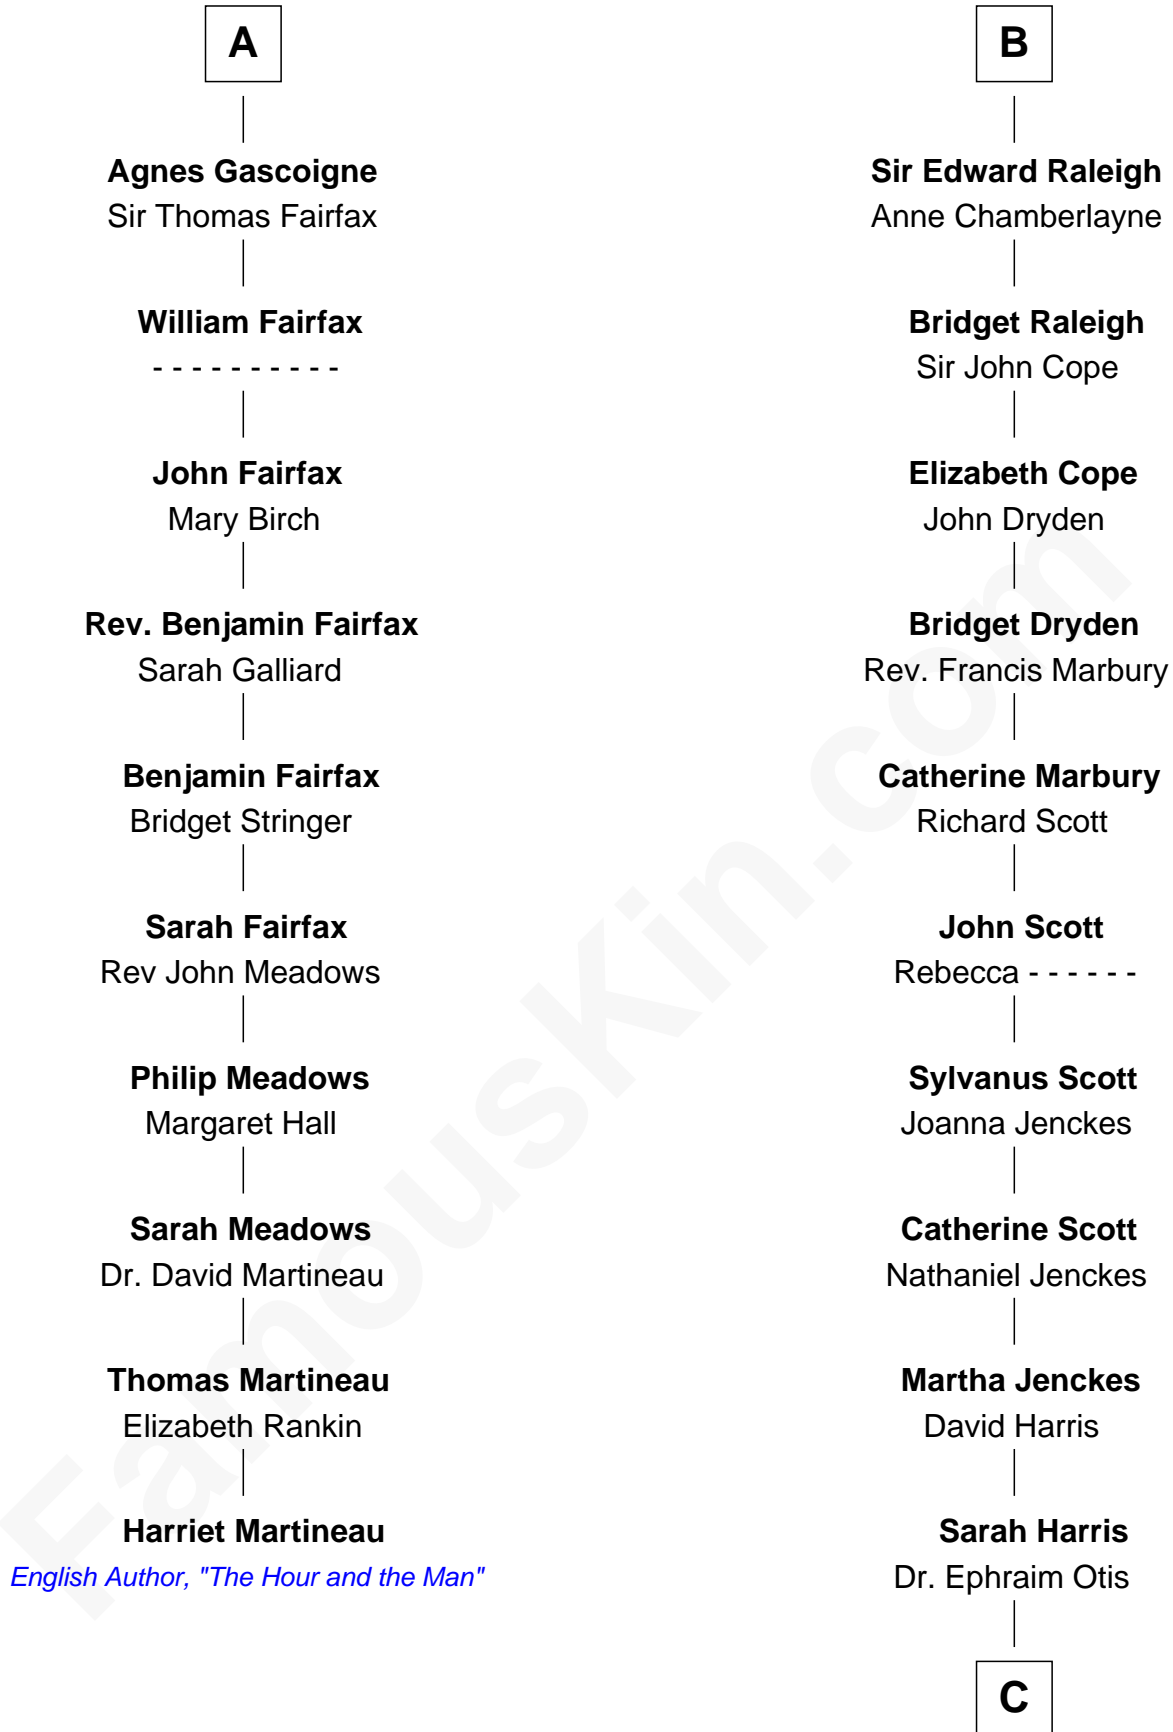 A
Agnes Gascoigne
Sir Thomas Fairfax
William Fairfax
- - - - - - - - - -
John Fairfax
Mary Birch
Rev. Benjamin Fairfax
Sarah Galliard
Benjamin Fairfax
Bridget Stringer
Sarah Fairfax
Rev John Meadows
Philip Meadows
Margaret Hall
Sarah Meadows
Dr. David Martineau
Thomas Martineau
Elizabeth Rankin
Harriet Martineau
English Author, "The Hour and the Man"
B
Sir Edward Raleigh
Anne Chamberlayne
Bridget Raleigh
Sir John Cope
Elizabeth Cope
John Dryden
Bridget Dryden
Rev. Francis Marbury
Catherine Marbury
Richard Scott
John Scott
Rebecca - - - - - -
Sylvanus Scott
Joanna Jenckes
Catherine Scott
Nathaniel Jenckes
Martha Jenckes
David Harris
Sarah Harris
Dr. Ephraim Otis
C
FamousKin.com